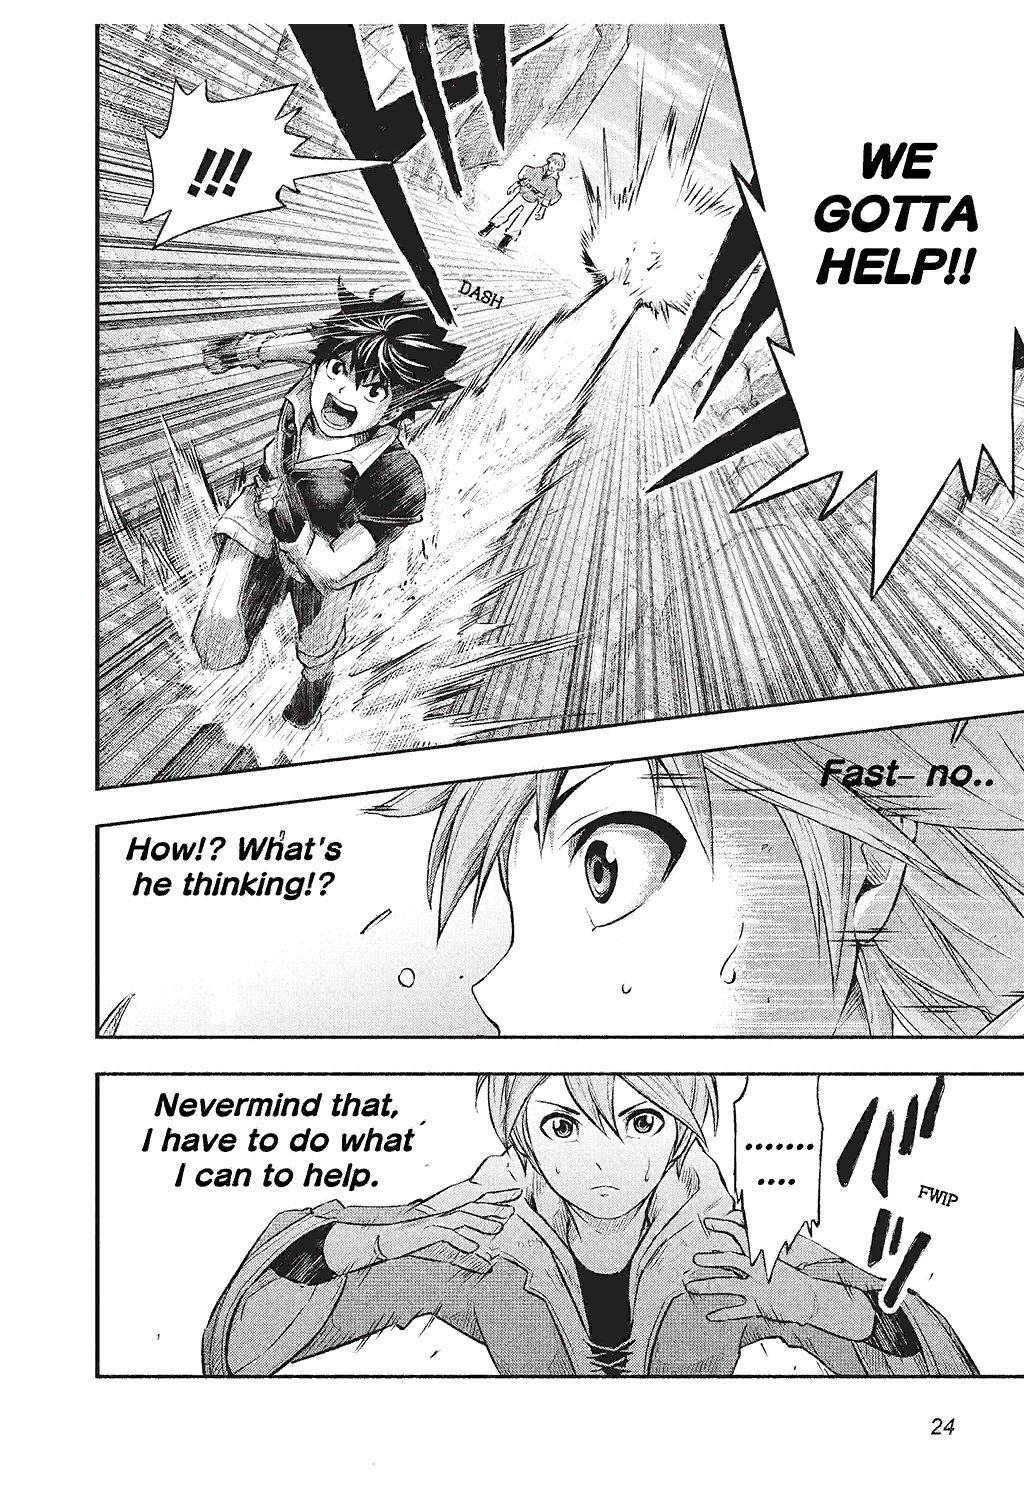 WE
GOTTA
HELP!!
!!!
DASH
Fast- no..
How!? What's
he thinking!?
.......
....
FWIP
Nevermind that,
I have to do what
I can to help.
24